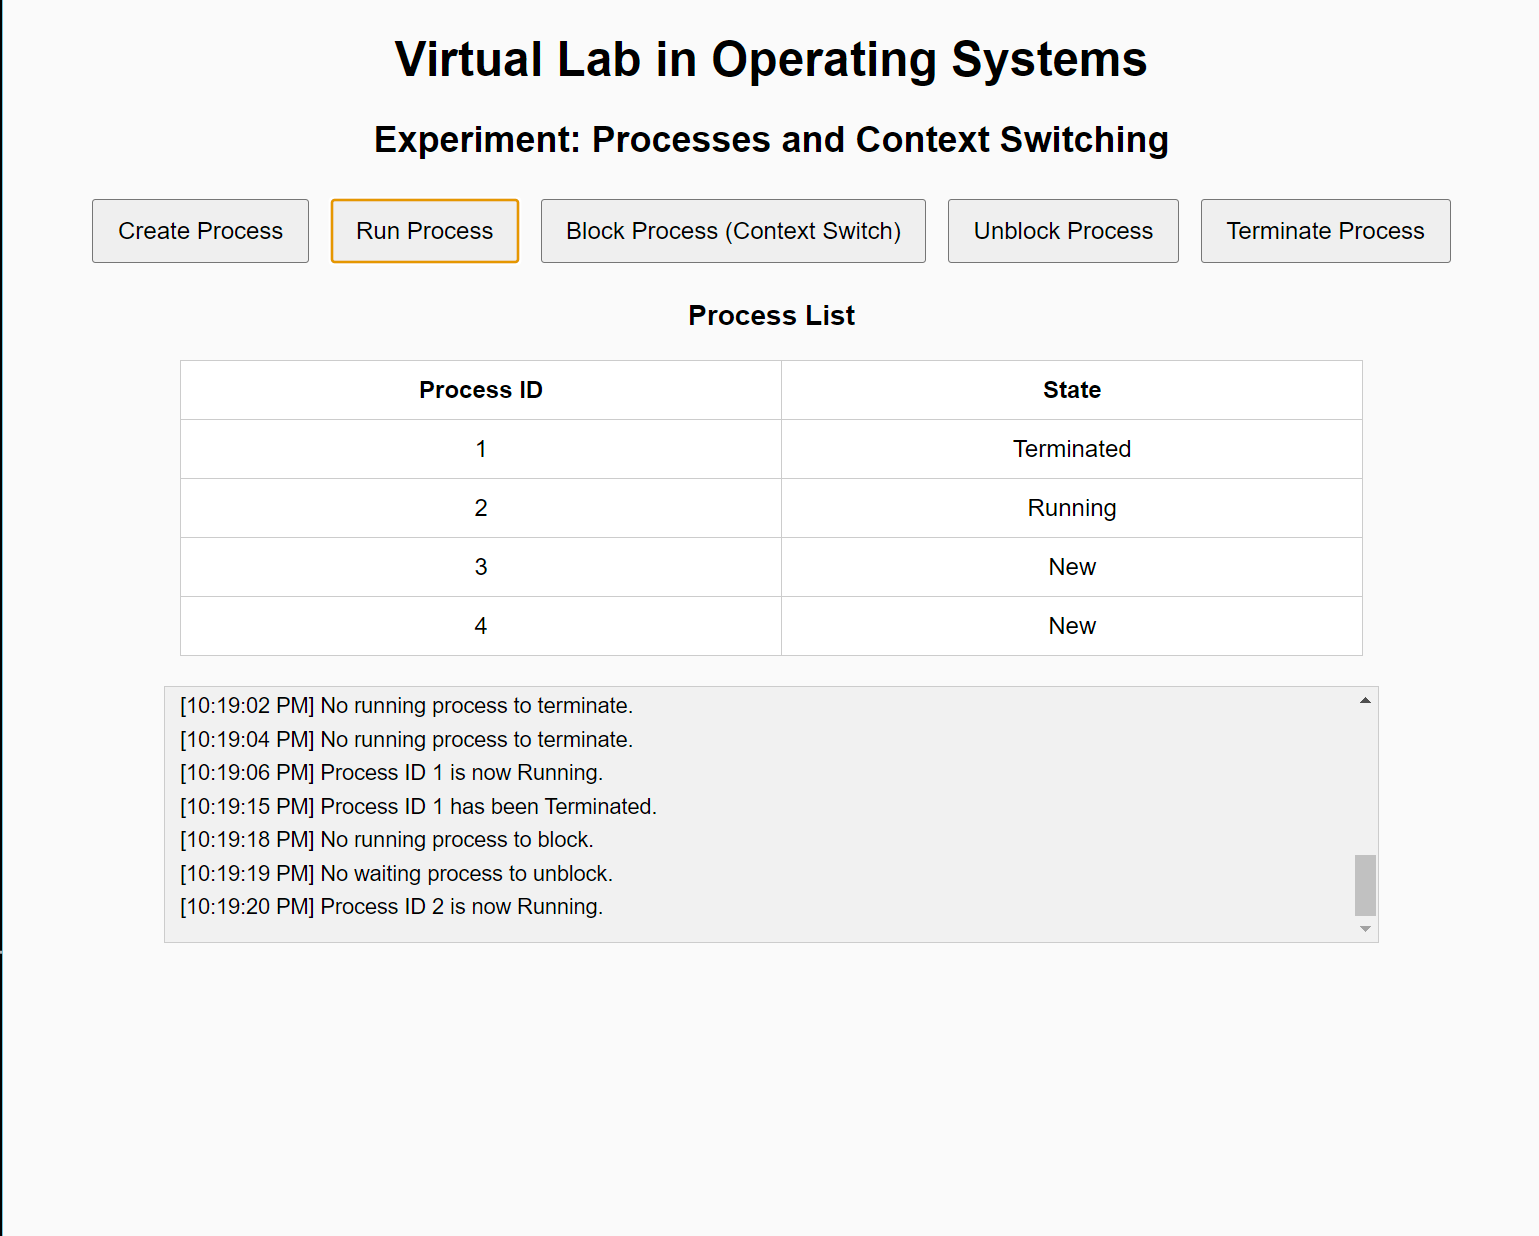 Virtual Lab in Operating Systems
Experiment: Processes and Context Switching
Create Process Run Process Block Process (Context Switch) Unblock Process Terminate Process
Process List
Process ID State
1 Terminated
2 Running
3 New
4 New
[10:19:02 PM] No running process to terminate.
[10:19:04 PM] No running process to terminate.
[10:19:06 PM] Process ID 1 is now Running.
[10:19:15 PM] Process ID 1 has been Terminated.
[10:19:18 PM] No running process to block.
[10:19:19 PM] No waiting process to unblock.
[10:19:20 PM] Process ID 2 is now Running.